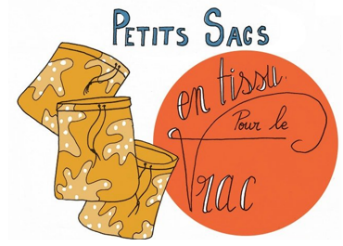 PETITS SACS
en tissu
Pour le
Vrac